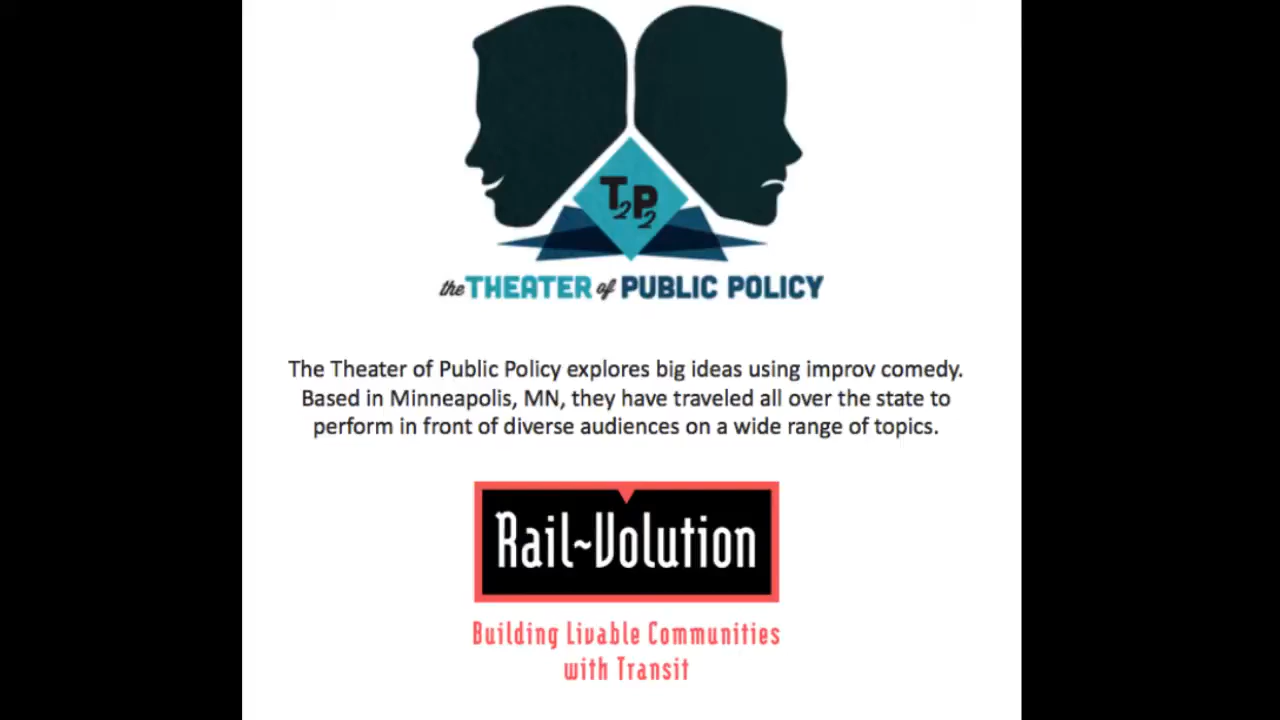 T2P2
the THEATER of PUBLIC POLICY
The Theater of Public Policy explores big ideas using improv comedy.
Based in Minneapolis, MN, they have traveled all over the state to
perform in front of diverse audiences on a wide range of topics.
Rail~Volution
Building Livable Communities
with Transit